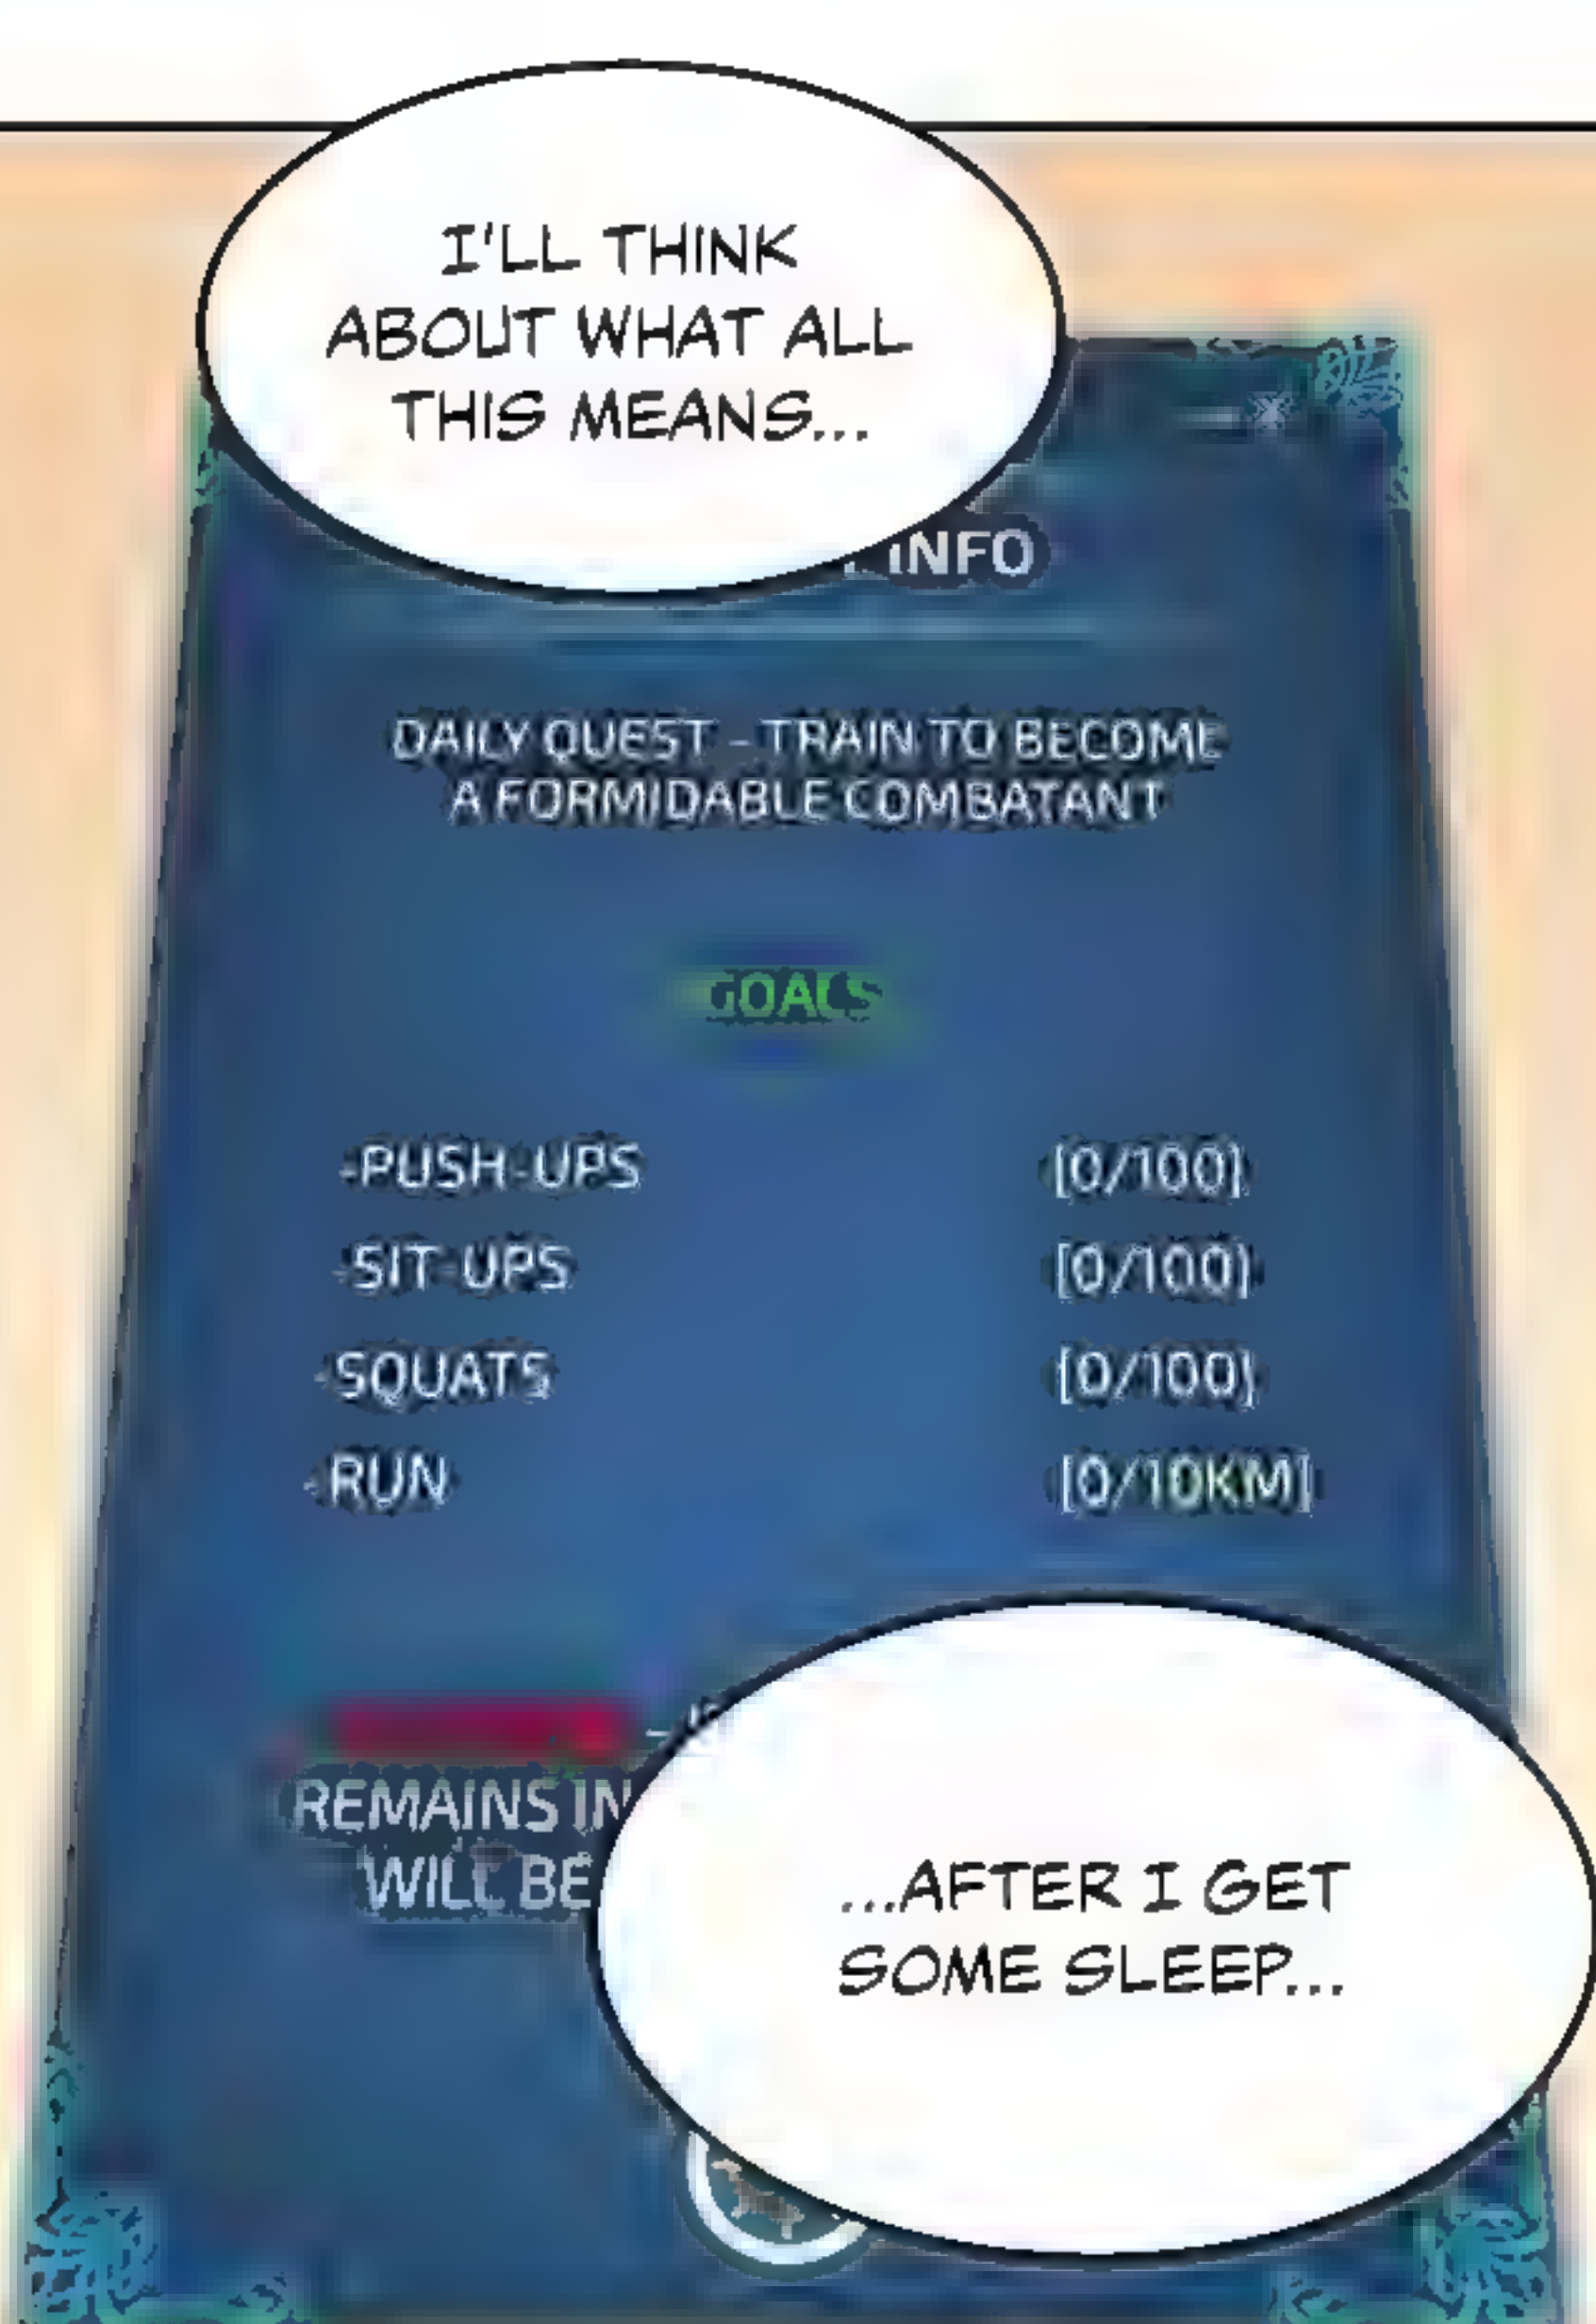 I'LL THINK
ABOUT WHAT ALL
THIS MEANS...
INFO
DAILY QUEST - TRAIN TO BECOME
A FORMIDABLE COMBATANT
GOALS
-PUSH-UPS [0/100]
-SIT-UPS [0/100]
-SQUATS [0/100]
-RUN [0/10KM]
REMAINS IN
WILL BE
...AFTER I GET
SOME SLEEP...